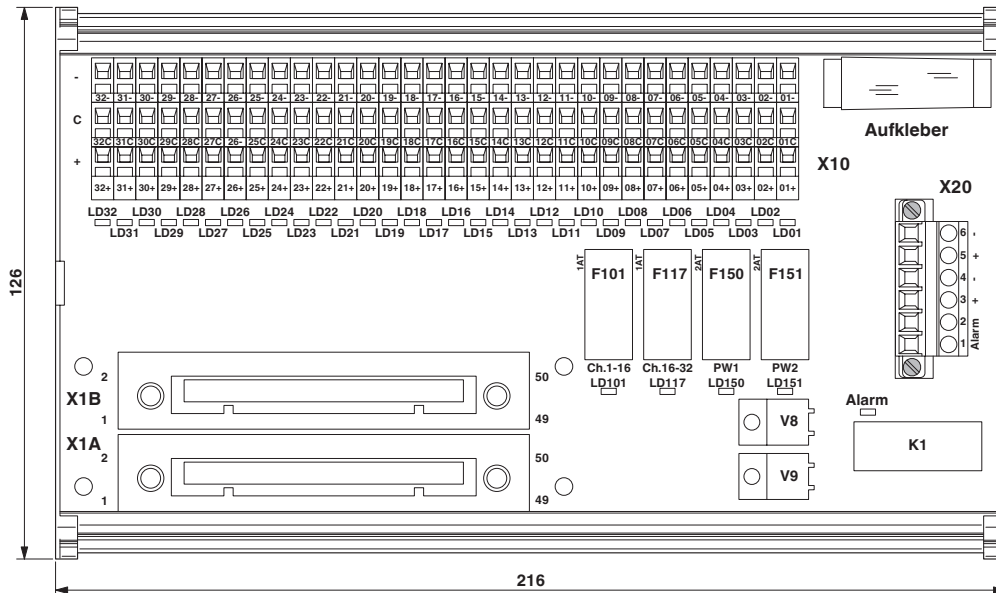 -
32- 31- 30- 29- 28- 27- 26- 25- 24- 23- 22- 21- 20- 19- 18- 17- 16- 15- 14- 13- 12- 11- 10- 09- 08- 07- 06- 05- 04- 03- 02- 01-
C
32C 31C 30C 29C 28C 27C 26- 25C 24C 23C 22C 21C 20C 19C 18C 17C 16C 15C 14C 13C 12C 11C 10C 09C 08C 07C 06C 05C 04C 03C 02C 01C
+
32+ 31+ 30+ 29+ 28+ 27+ 26+ 25+ 24+ 23+ 22+ 21+ 20+ 19+ 18+ 17+ 16+ 15+ 14+ 13+ 12+ 11+ 10+ 09+ 08+ 07+ 06+ 05+ 04+ 03+ 02+ 01+
LD32 LD30 LD28 LD26 LD24 LD22 LD20 LD18 LD16 LD14 LD12 LD10 LD08 LD06 LD04 LD02
LD31 LD29 LD27 LD25 LD23 LD21 LD19 LD17 LD15 LD13 LD11 LD09 LD07 LD05 LD03 LD01
Aufkleber
X10
X20
6 -
5 +
4 -
3 +
2
1
Alarm
1AT F101 1AT F117 2AT F150 2AT F151
Ch.1-16 Ch.16-32 PW1 PW2
LD101 LD117 LD150 LD151
126
X1B
2 50
1 49
X1A
2 50
1 49
V8
V9
Alarm
K1
216